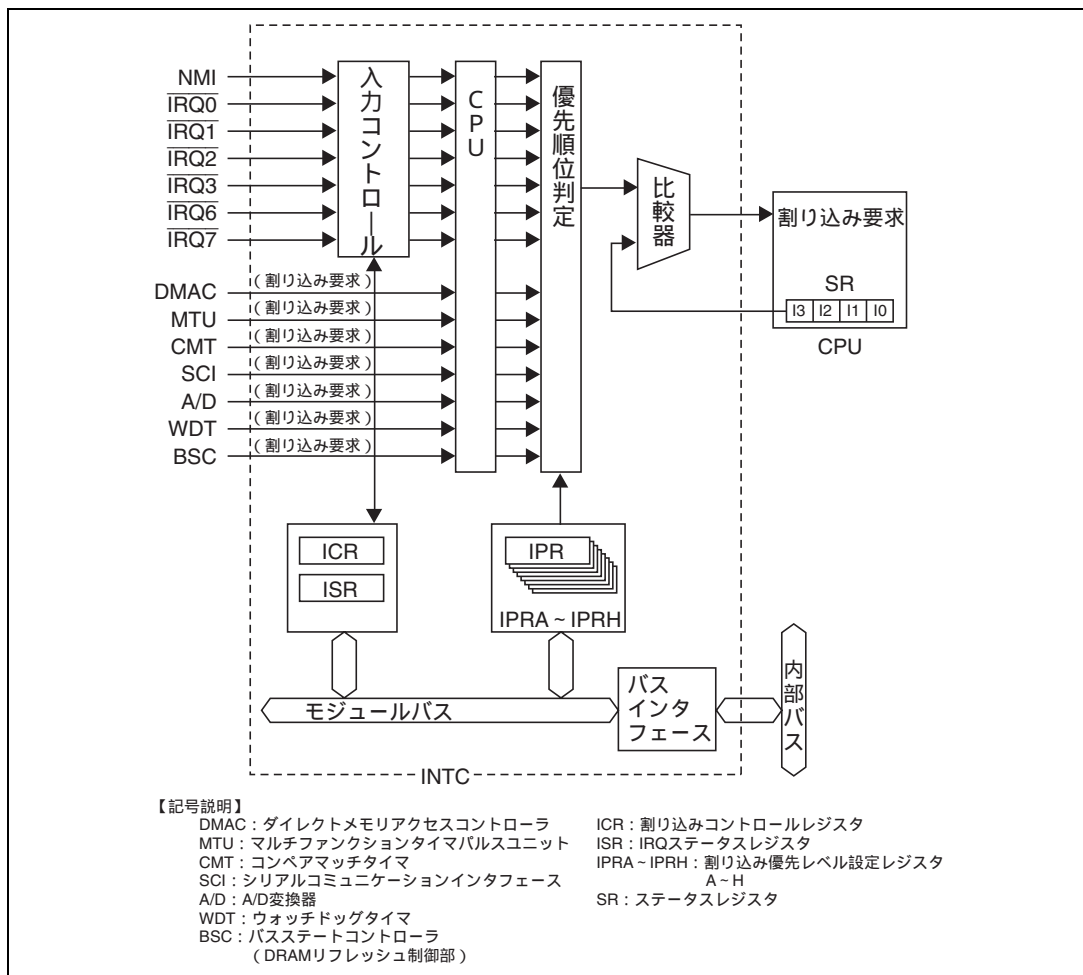 NMI
IRQ0
IRQ1
IRQ2
IRQ3
IRQ6
IRQ7
入力コントロール
CPU
優先順位判定
比較器
割り込み要求
SR
I3 I2 I1 I0
CPU
DMAC (割り込み要求)
MTU (割り込み要求)
CMT (割り込み要求)
SCI (割り込み要求)
A/D (割り込み要求)
WDT (割り込み要求)
BSC (割り込み要求)
ICR
ISR
IPR
IPRA ~ IPRH
モジュールバス
バス
インタ
フェース
内部バス
INTC
【記号説明】
DMAC:ダイレクトメモリアクセスコントローラ
MTU:マルチファンクションタイマパルスユニット
CMT:コンペアマッチタイマ
SCI:シリアルコミュニケーションインタフェース
A/D:A/D変換器
WDT:ウォッチドッグタイマ
BSC:バスステートコントローラ
(DRAMリフレッシュ制御部)
ICR:割り込みコントロールレジスタ
ISR:IRQステータスレジスタ
IPRA ~ IPRH:割り込み優先レベル設定レジスタ
A ~ H
SR:ステータスレジスタ